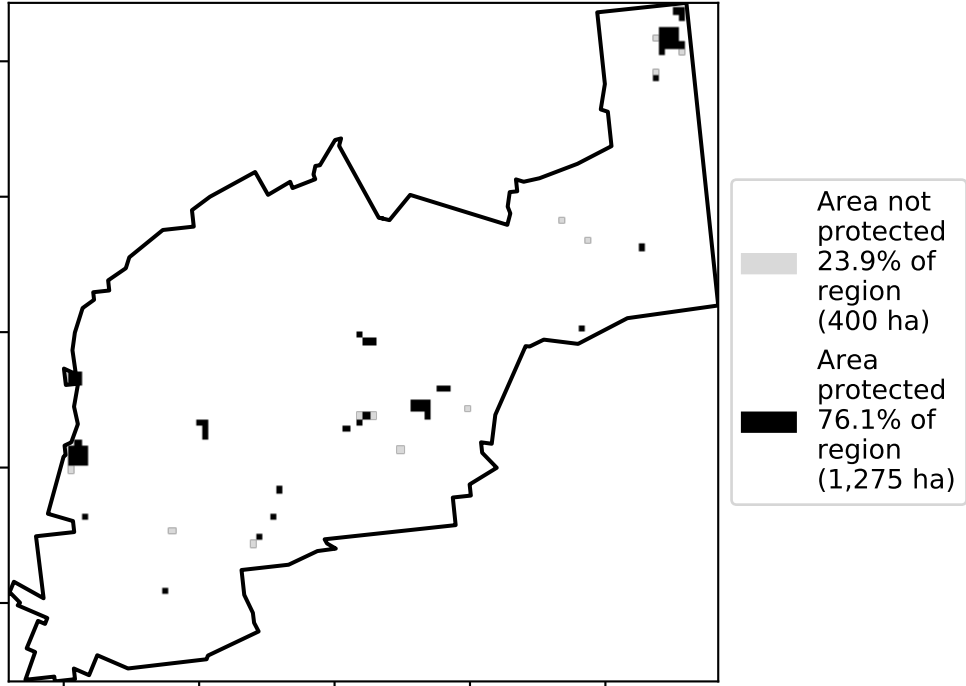 Area not
protected
23.9% of
region
(400 ha)
Area
protected
76.1% of
region
(1,275 ha)